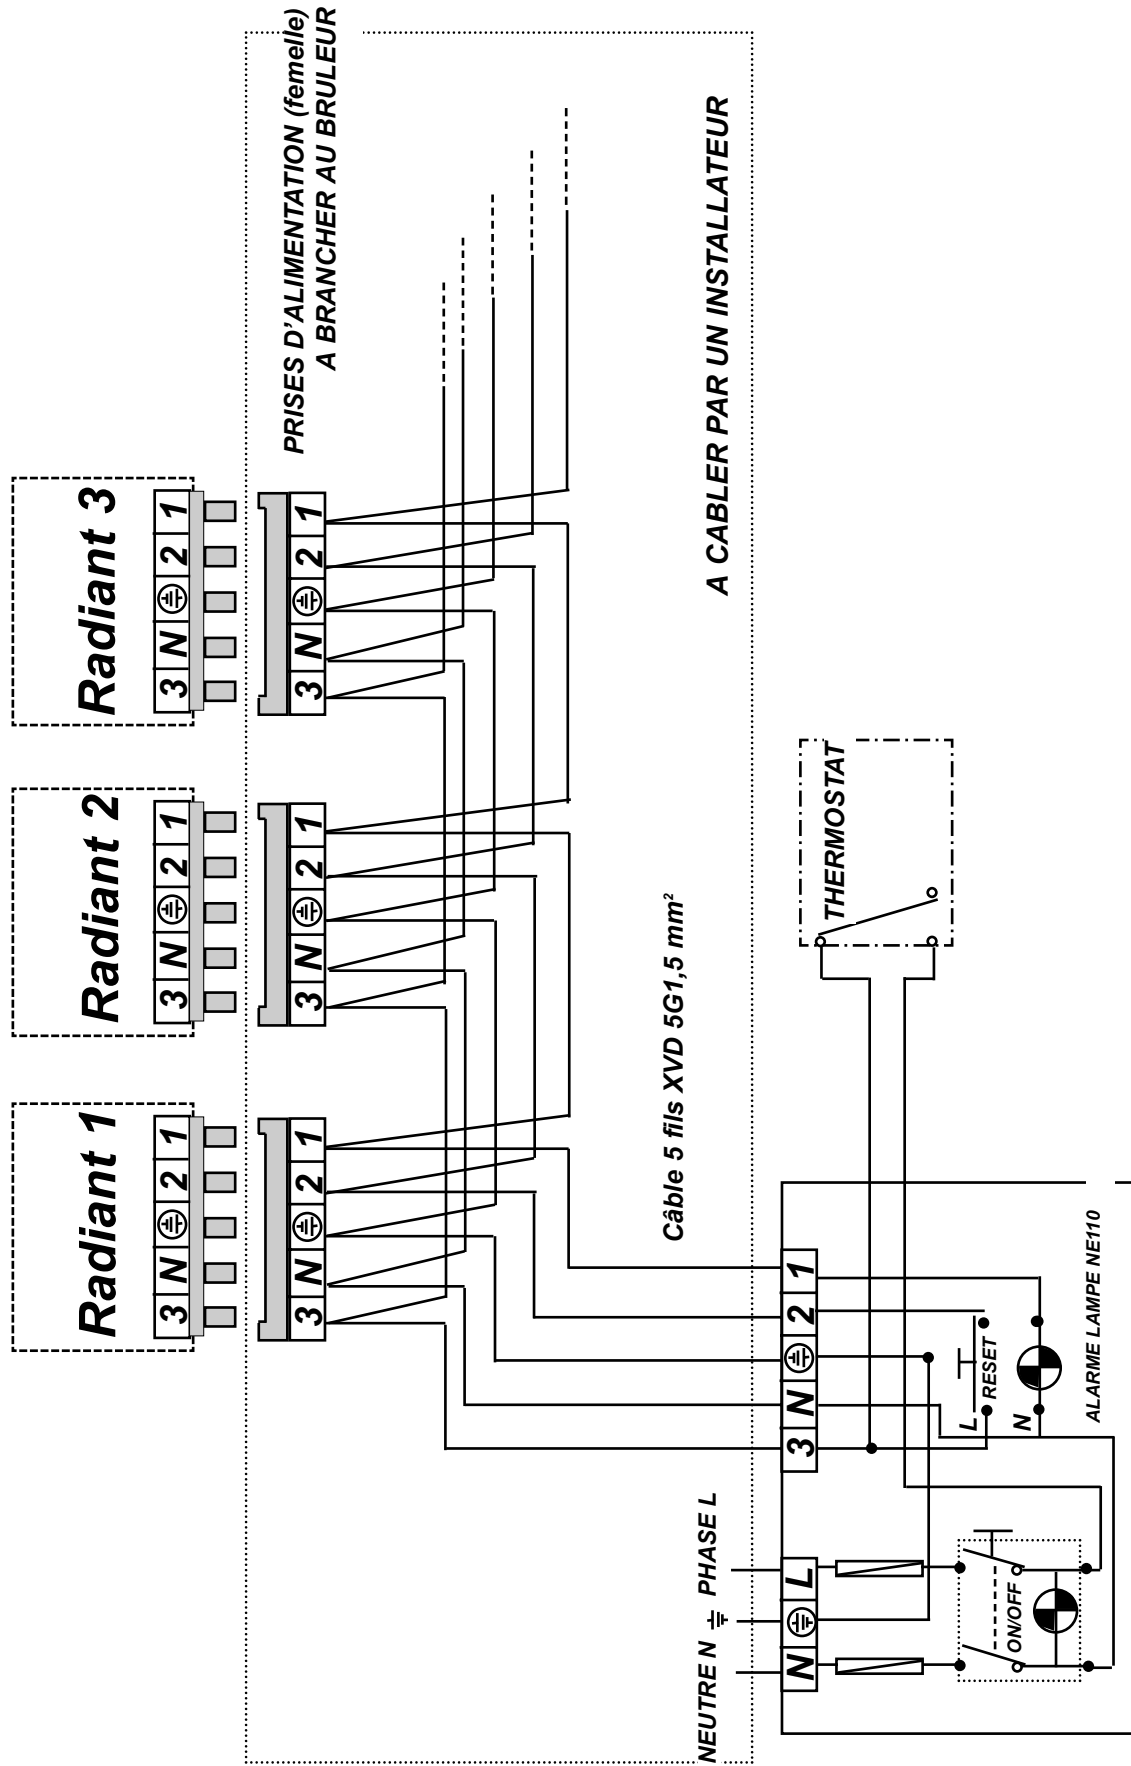 Radiant 1
3 N 2 1
Radiant 2
3 N 2 1
Radiant 3
3 N 2 1
3 N 2 1
3 N 2 1
3 N 2 1
PRISES D'ALIMENTATION (femelle)
A BRANCHER AU BRULEUR
Câble 5 fils XVD 5G1,5 mm²
A CABLER PAR UN INSTALLATEUR
NEUTRE N PHASE L
N L
3 N 2 1
THERMOSTAT
L
RESET
N
ON/OFF
ALARME LAMPE NE110